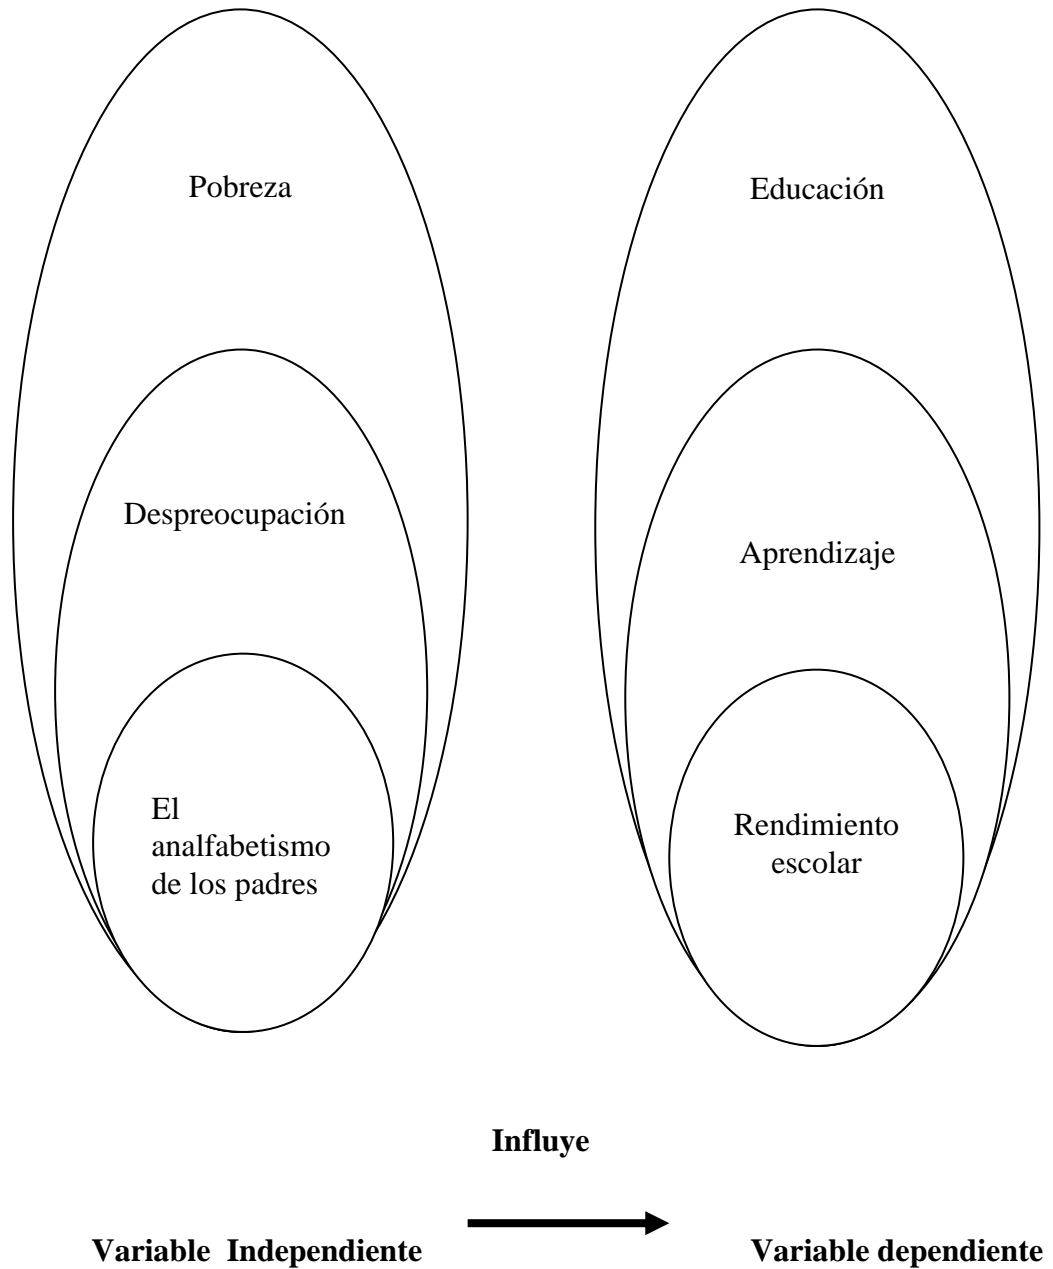 Pobreza
Educación
Despreocupación
Aprendizaje
El
analfabetismo
de los padres
Rendimiento
escolar
Influye
Variable  Independiente
Variable dependiente